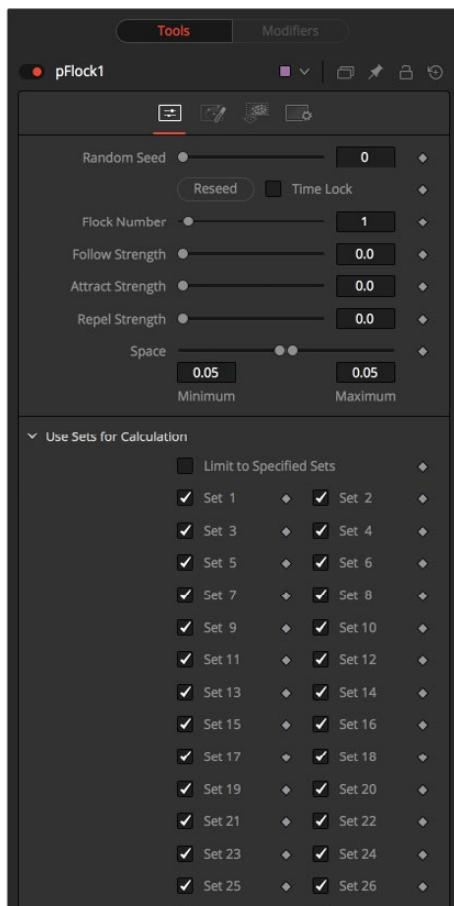 Tools Modifiers
pFlock1
Random Seed 0
Reseed Time Lock
Flock Number 1
Follow Strength 0.0
Attract Strength 0.0
Repel Strength 0.0
Space
0.05 0.05
Minimum Maximum
Use Sets for Calculation
Limit to Specified Sets
Set 1 Set 2
Set 3 Set 4
Set 5 Set 6
Set 7 Set 8
Set 9 Set 10
Set 11 Set 12
Set 13 Set 14
Set 15 Set 16
Set 17 Set 18
Set 19 Set 20
Set 21 Set 22
Set 23 Set 24
Set 25 Set 26